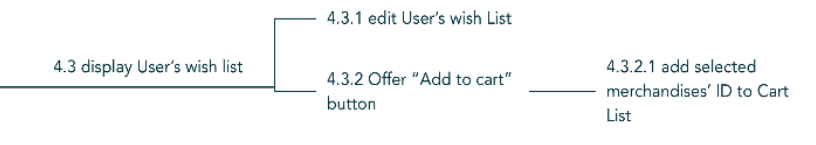 4.3 display User's wish list
4.3.1 edit User's wish List
4.3.2 Offer “Add to cart”
button
4.3.2.1 add selected
merchandises’ ID to Cart
List